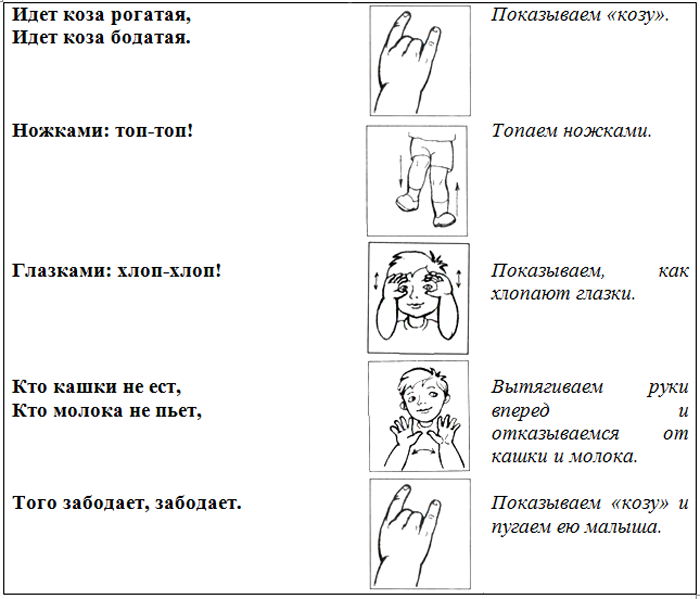 Идет коза рогатая,
Идет коза бодатая.
Показываем «козу».
Ножками: топ-топ!
Топаем ножками.
Глазками: хлоп-хлоп!
Показываем, как
хлопают глазки.
Кто кашки не ест,
Кто молока не пьет,
Вытягиваем руки
вперед и
отказываемся от
кашки и молока.
Того забодает, забодает.
Показываем «козу» и
пугаем ею малыша.